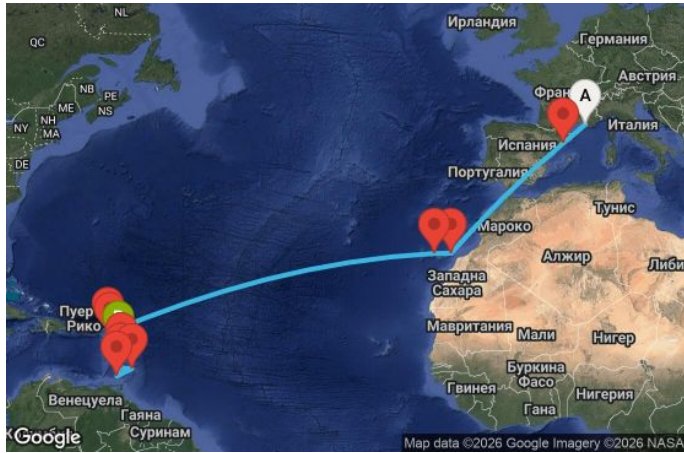 NL
Ирландия
QC
Германия
NB
PE
Австрия
ME
NS
Фран
A
NY
NH
MA
Италия
Испания
DE
Португалия
Тунис
Мароко
Алжир
Либи
Западна
Сахара
Пуер
Рико
Мавритания
Мали
Нигер
Буркина
Фасо
Венецуела
Гвинея
Нигерия
Гаяна
Гана
Суринам
Google
Map data ©2026 Google Imagery ©2026 NASA